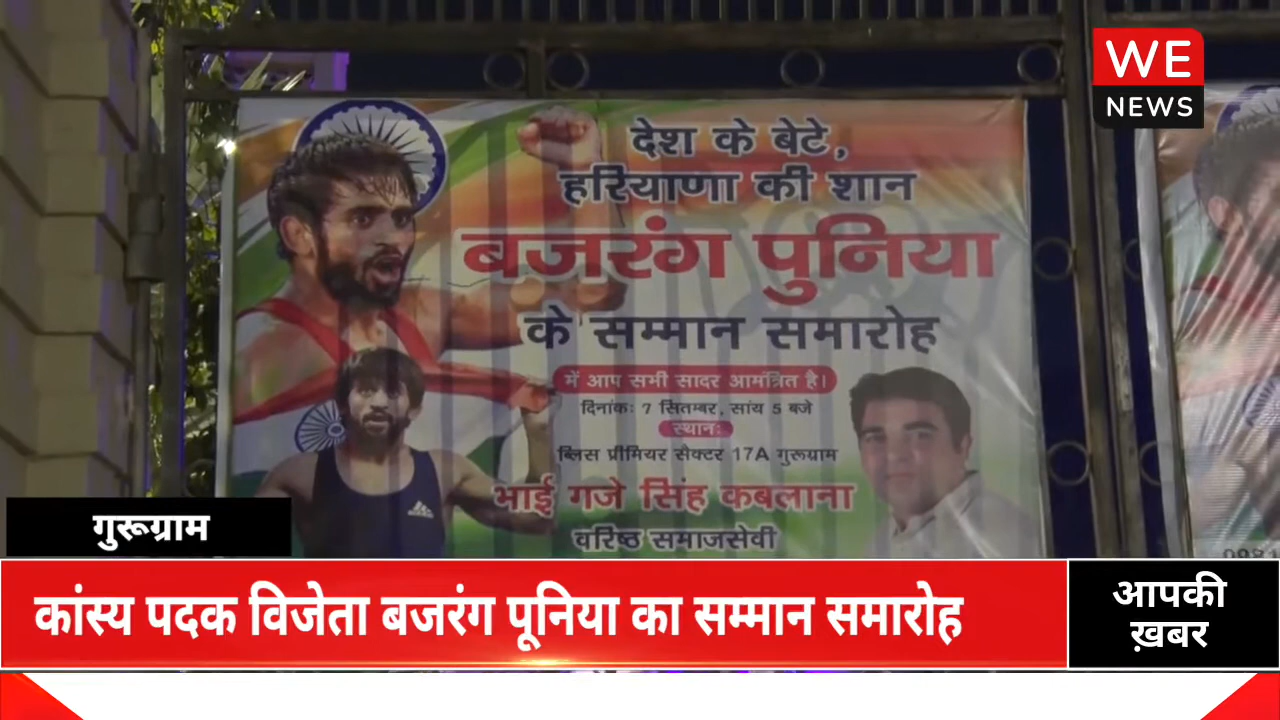 WE
NEWS
देश के बेटे,
हरियाणा की शान
बजरंग पुनिया
के सम्मान समारोह
में आप सभी सादर आमंत्रित है।
दिनांकः 7 सितम्बर, सांय 5 बजे
स्थानः
ब्लिस प्रीमियर सैक्टर 17A गुरूग्राम
भाई गजे सिंह कबलाना
वरिष्ठ समाजसेवी
गुरूग्राम
कांस्य पदक विजेता बजरंग पूनिया का सम्मान समारोह
आपकी
ख़बर